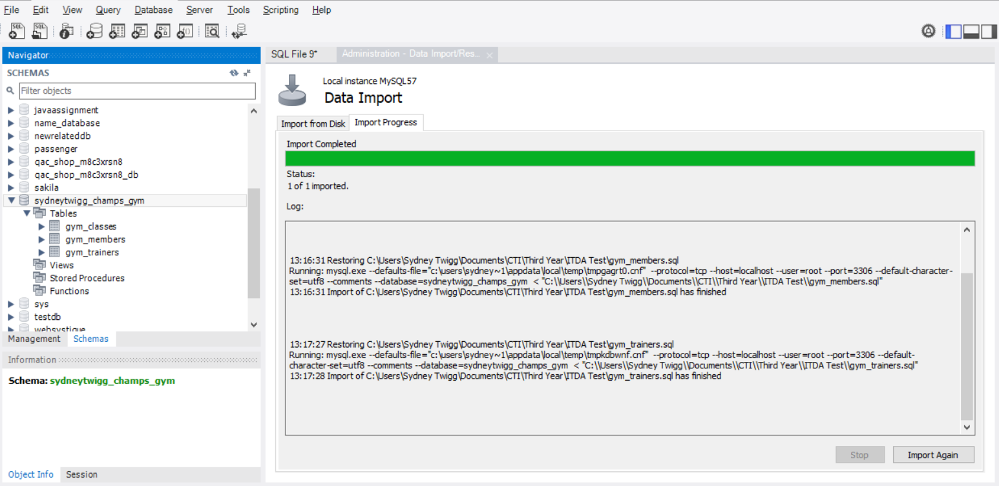 File Edit View Query Database Server Tools Scripting Help
SQL SQL
Navigator
SCHEMAS
Filter objects
javaassignment
name_database
newrelateddb
passenger
qac_shop_m8c3xrsn8
qac_shop_m8c3xrsn8_db
sakila
sydneytwigg_champs_gym
Tables
gym_classes
gym_members
gym_trainers
Views
Stored Procedures
Functions
sys
testdb
websystique
Management Schemas
Information
Schema: sydneytwigg_champs_gym
Object Info Session
SQL File 9* Administration - Data Import/Res...
Local instance MySQL57
Data Import
Import from Disk Import Progress
Import Completed
Status:
1 of 1 imported.
Log:
13:16:31 Restoring C:\Users\Sydney Twigg\Documents\CTI\Third Year\ITDA Test\gym_members.sql
Running: mysql.exe --defaults-file="c:\users\sydney~1\appdata\local\temp\tmpgagrt0.cnf" --protocol=tcp --host=localhost --user=root --port=3306 --default-character-
set=utf8 --comments --database=sydneytwigg_champs_gym < "C:\\Users\\Sydney Twigg\\Documents\\CTI\\Third Year\\ITDA Test\\gym_members.sql"
13:16:31 Import of C:\Users\Sydney Twigg\Documents\CTI\Third Year\ITDA Test\gym_members.sql has finished
13:17:27 Restoring C:\Users\Sydney Twigg\Documents\CTI\Third Year\ITDA Test\gym_trainers.sql
Running: mysql.exe --defaults-file="c:\users\sydney~1\appdata\local\temp\tmpkdbwnf.cnf" --protocol=tcp --host=localhost --user=root --port=3306 --default-
character-set=utf8 --comments --database=sydneytwigg_champs_gym < "C:\\Users\\Sydney Twigg\\Documents\\CTI\\Third Year\\ITDA Test\\gym_trainers.sql"
13:17:28 Import of C:\Users\Sydney Twigg\Documents\CTI\Third Year\ITDA Test\gym_trainers.sql has finished
Stop Import Again